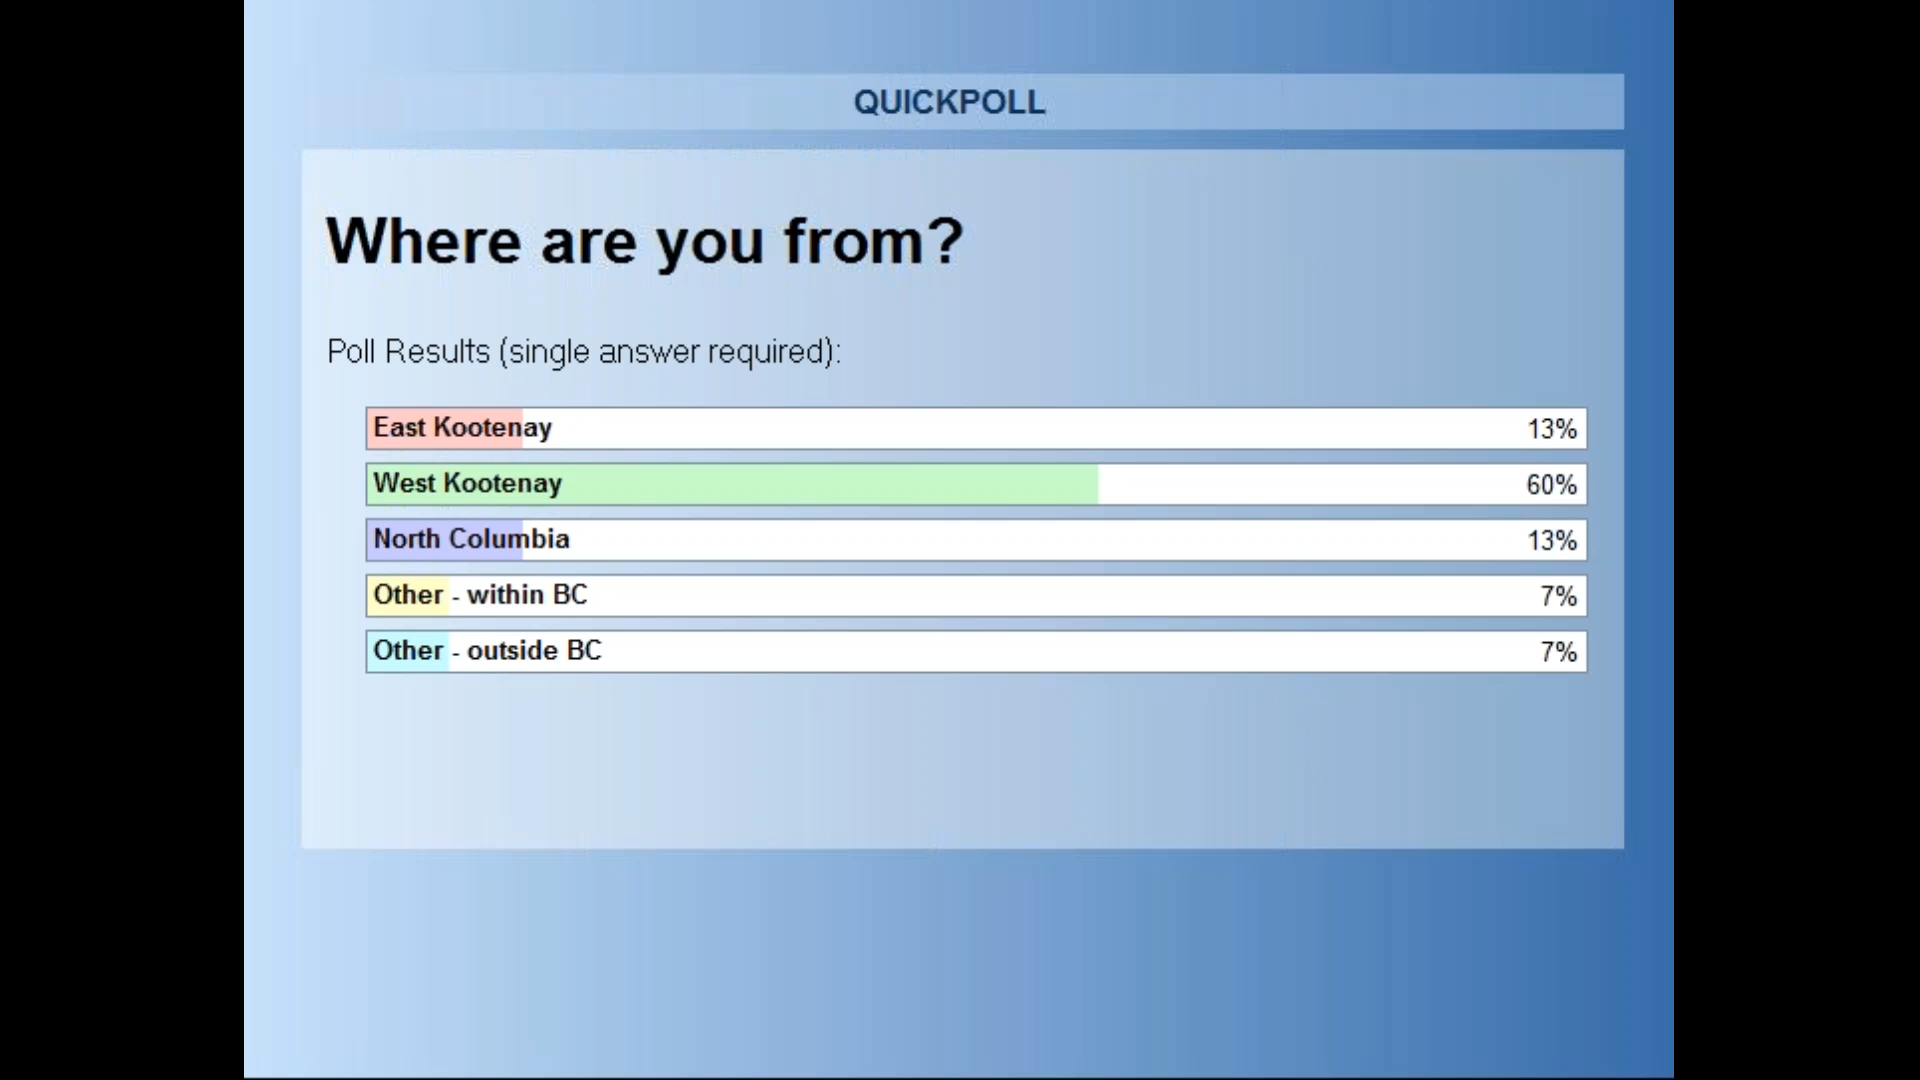 QUICKPOLL
Where are you from?
Poll Results (single answer required):
East Kootenay 13%
West Kootenay 60%
North Columbia 13%
Other - within BC 7%
Other - outside BC 7%